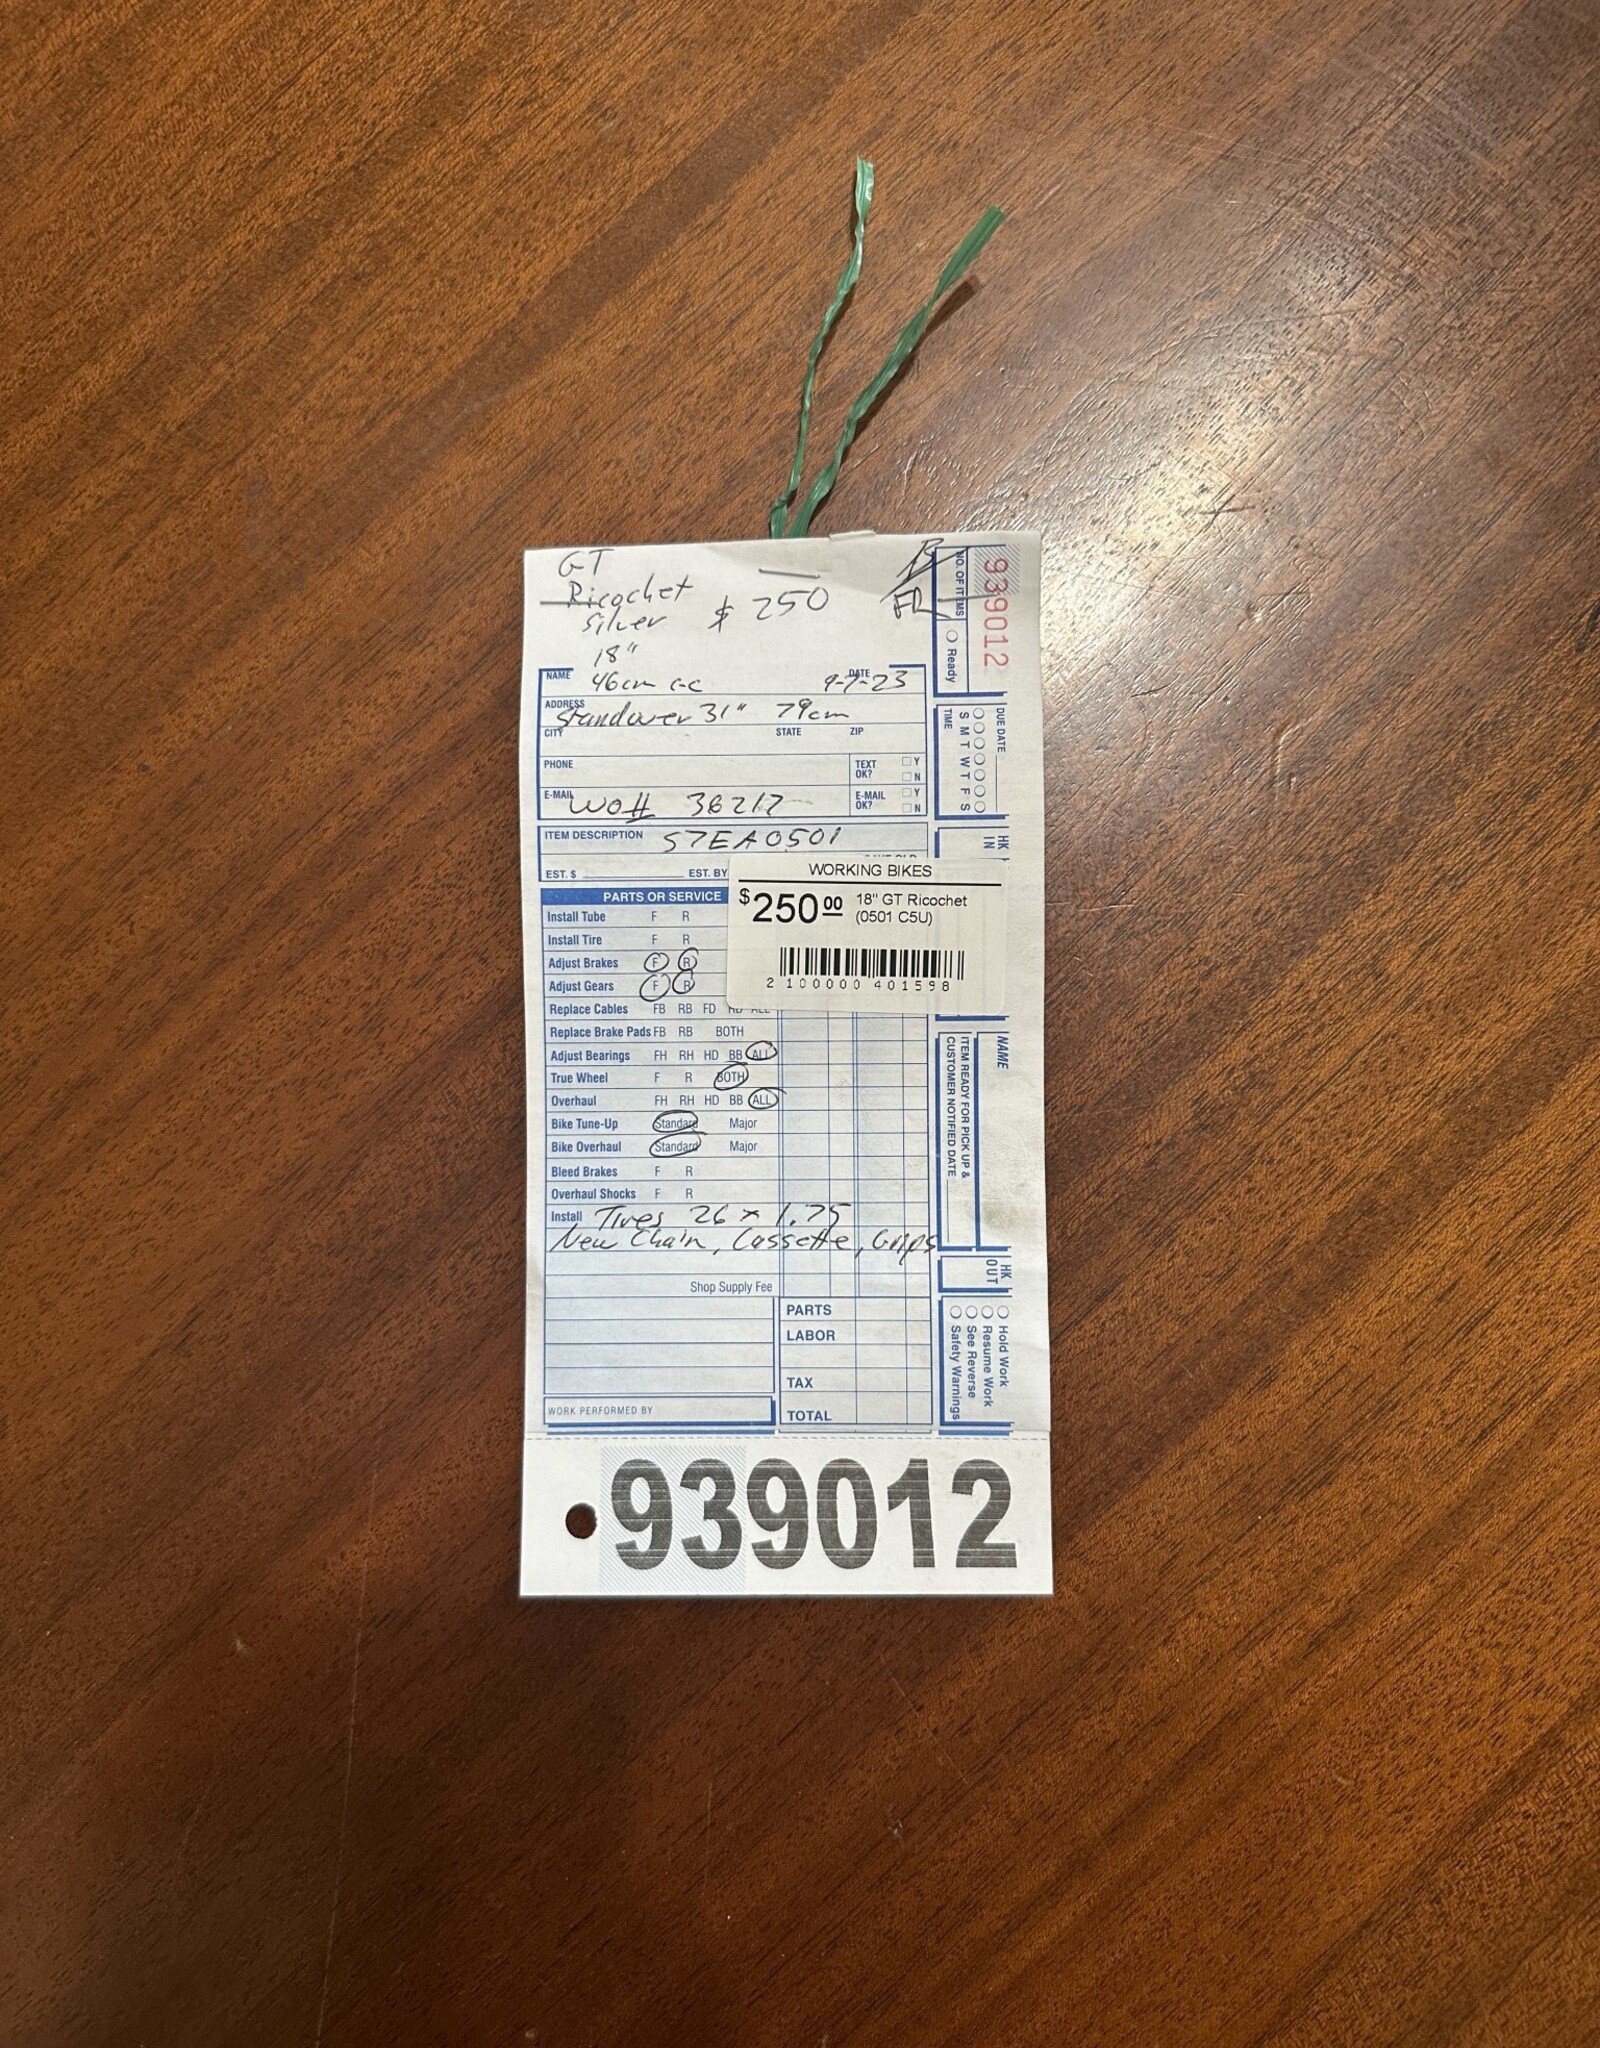 GT
Ricochet
Silver $ 250
18"
NAME 46cm c-c DATE 9-7-23
ADDRESS Standover 31" 79cm
CITY STATE ZIP
PHONE TEXT OK? Y N
E-MAIL WO# 36217 E-MAIL OK? Y N
ITEM DESCRIPTION S7EA0501
EST. $ EST. BY
WORKING BIKES
$250.00 18" GT Ricochet
(0501 C5U)
2 100000 401598
PARTS OR SERVICE
Install Tube F R
Install Tire F R
Adjust Brakes F R
Adjust Gears F R
Replace Cables FB RB FD RD ALL
Replace Brake Pads FB RB BOTH
Adjust Bearings FH RH HD BB ALL
True Wheel F R BOTH
Overhaul FH RH HD BB ALL
Bike Tune-Up Standard Major
Bike Overhaul Standard Major
Bleed Brakes F R
Overhaul Shocks F R
Install Tires 26 x 1.75
New Chain, Cassette, Grips
Shop Supply Fee
PARTS
LABOR
TAX
TOTAL
WORK PERFORMED BY
939012
NO. OF ITEMS
Ready
DUE DATE
S M T W T F S
TIME
HK IN
NAME
ITEM READY FOR PICK UP &
CUSTOMER NOTIFIED DATE
HK OUT
Hold Work
Resume Work
See Reverse
Safety Warnings
939012